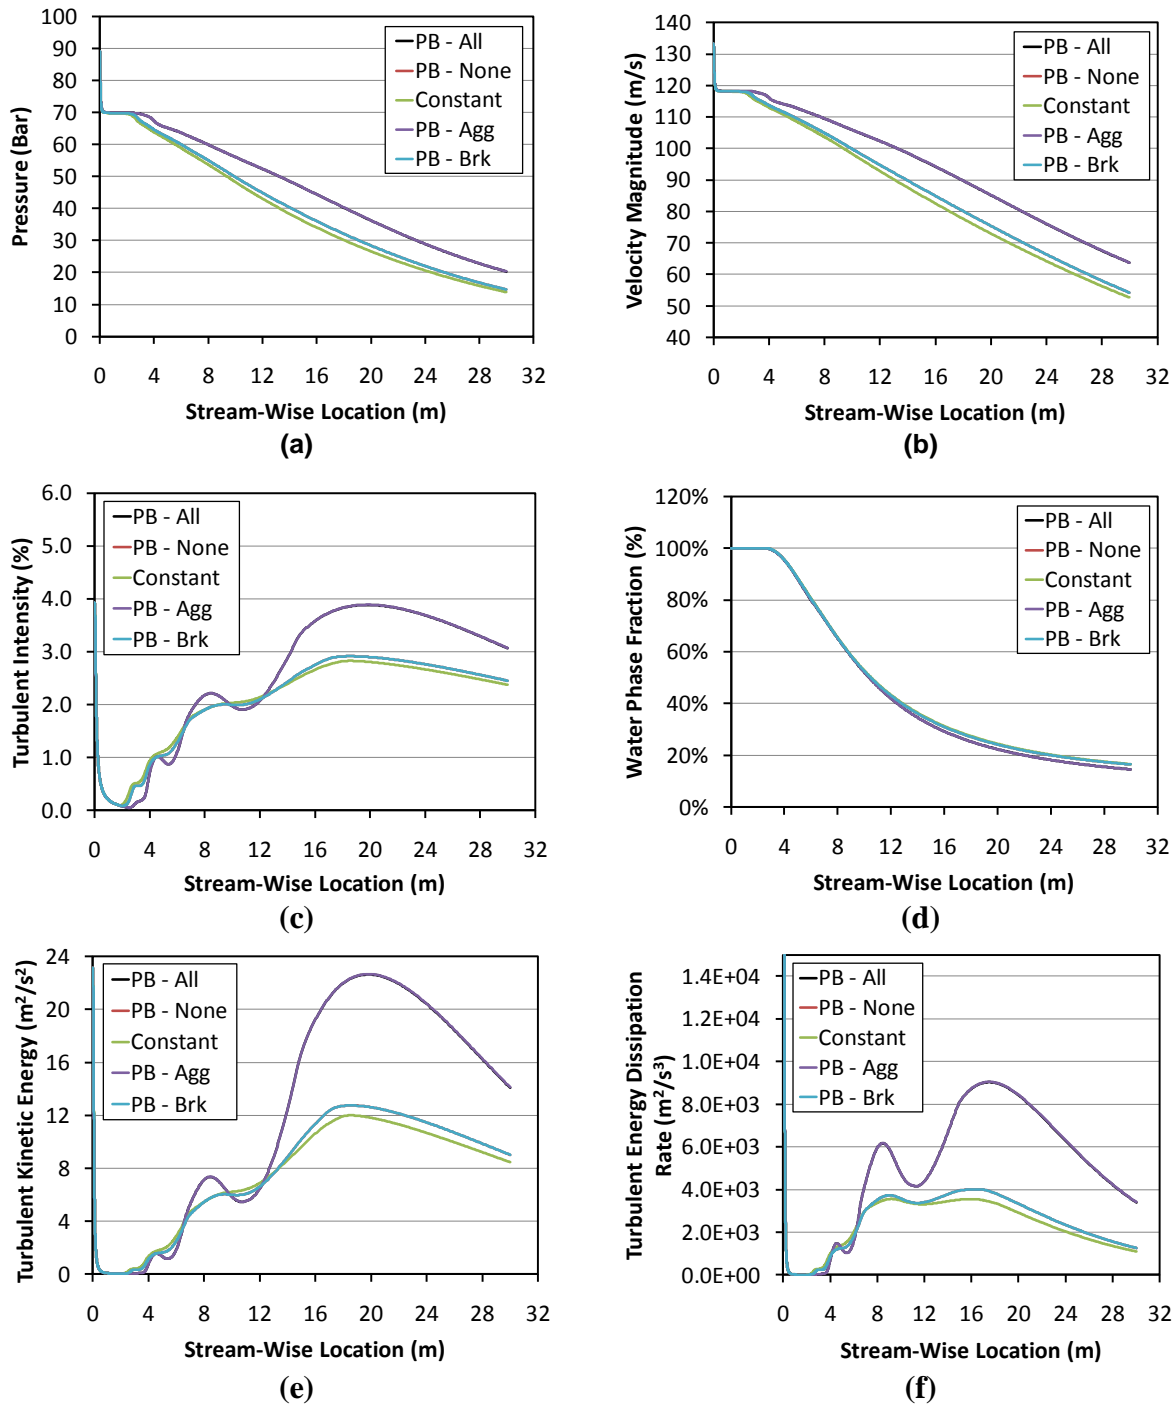 100
90
80
70
60
50
40
30
20
10
0
Pressure (Bar)
PB - All
PB - None
Constant
PB - Agg
PB - Brk
0 4 8 12 16 20 24 28 32
Stream-Wise Location (m)
(a)
140
130
120
110
100
90
80
70
60
50
40
Velocity Magnitude (m/s)
PB - All
PB - None
Constant
PB - Agg
PB - Brk
0 4 8 12 16 20 24 28 32
Stream-Wise Location (m)
(b)
6.0
5.0
4.0
3.0
2.0
1.0
0.0
Turbulent Intensity (%)
PB - All
PB - None
Constant
PB - Agg
PB - Brk
0 4 8 12 16 20 24 28 32
Stream-Wise Location (m)
(c)
120%
100%
80%
60%
40%
20%
0%
Water Phase Fraction (%)
PB - All
PB - None
Constant
PB - Agg
PB - Brk
0 4 8 12 16 20 24 28 32
Stream-Wise Location (m)
(d)
24
20
16
12
8
4
0
Turbulent Kinetic Energy (m²/s²)
PB - All
PB - None
Constant
PB - Agg
PB - Brk
0 4 8 12 16 20 24 28 32
Stream-Wise Location (m)
(e)
1.4E+04
1.2E+04
1.0E+04
8.0E+03
6.0E+03
4.0E+03
2.0E+03
0.0E+00
Turbulent Energy Dissipation
Rate (m²/s³)
PB - All
PB - None
Constant
PB - Agg
PB - Brk
0 4 8 12 16 20 24 28 32
Stream-Wise Location (m)
(f)